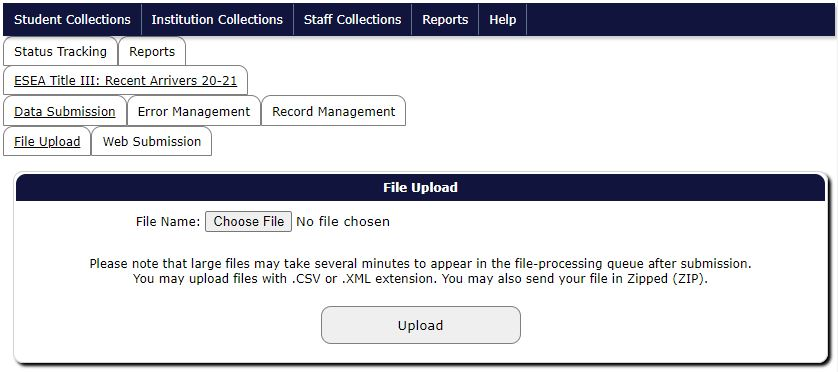 Student Collections Institution Collections Staff Collections Reports Help
Status Tracking Reports
ESEA Title III: Recent Arrivers 20-21
Data Submission Error Management Record Management
File Upload Web Submission
File Upload
File Name: Choose File No file chosen
Please note that large files may take several minutes to appear in the file-processing queue after submission.
You may upload files with .CSV or .XML extension. You may also send your file in Zipped (ZIP).
Upload